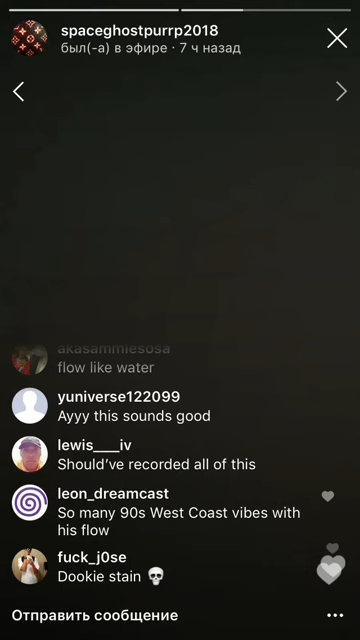 spaceghostpurrp2018
был(-а) в эфире · 7 ч назад
akasammiesosa
flow like water
yuniverse122099
Ayyy this sounds good
lewis____iv
Should've recorded all of this
leon_dreamcast
So many 90s West Coast vibes with
his flow
fuck_j0se
Dookie stain 💀
Отправить сообщение